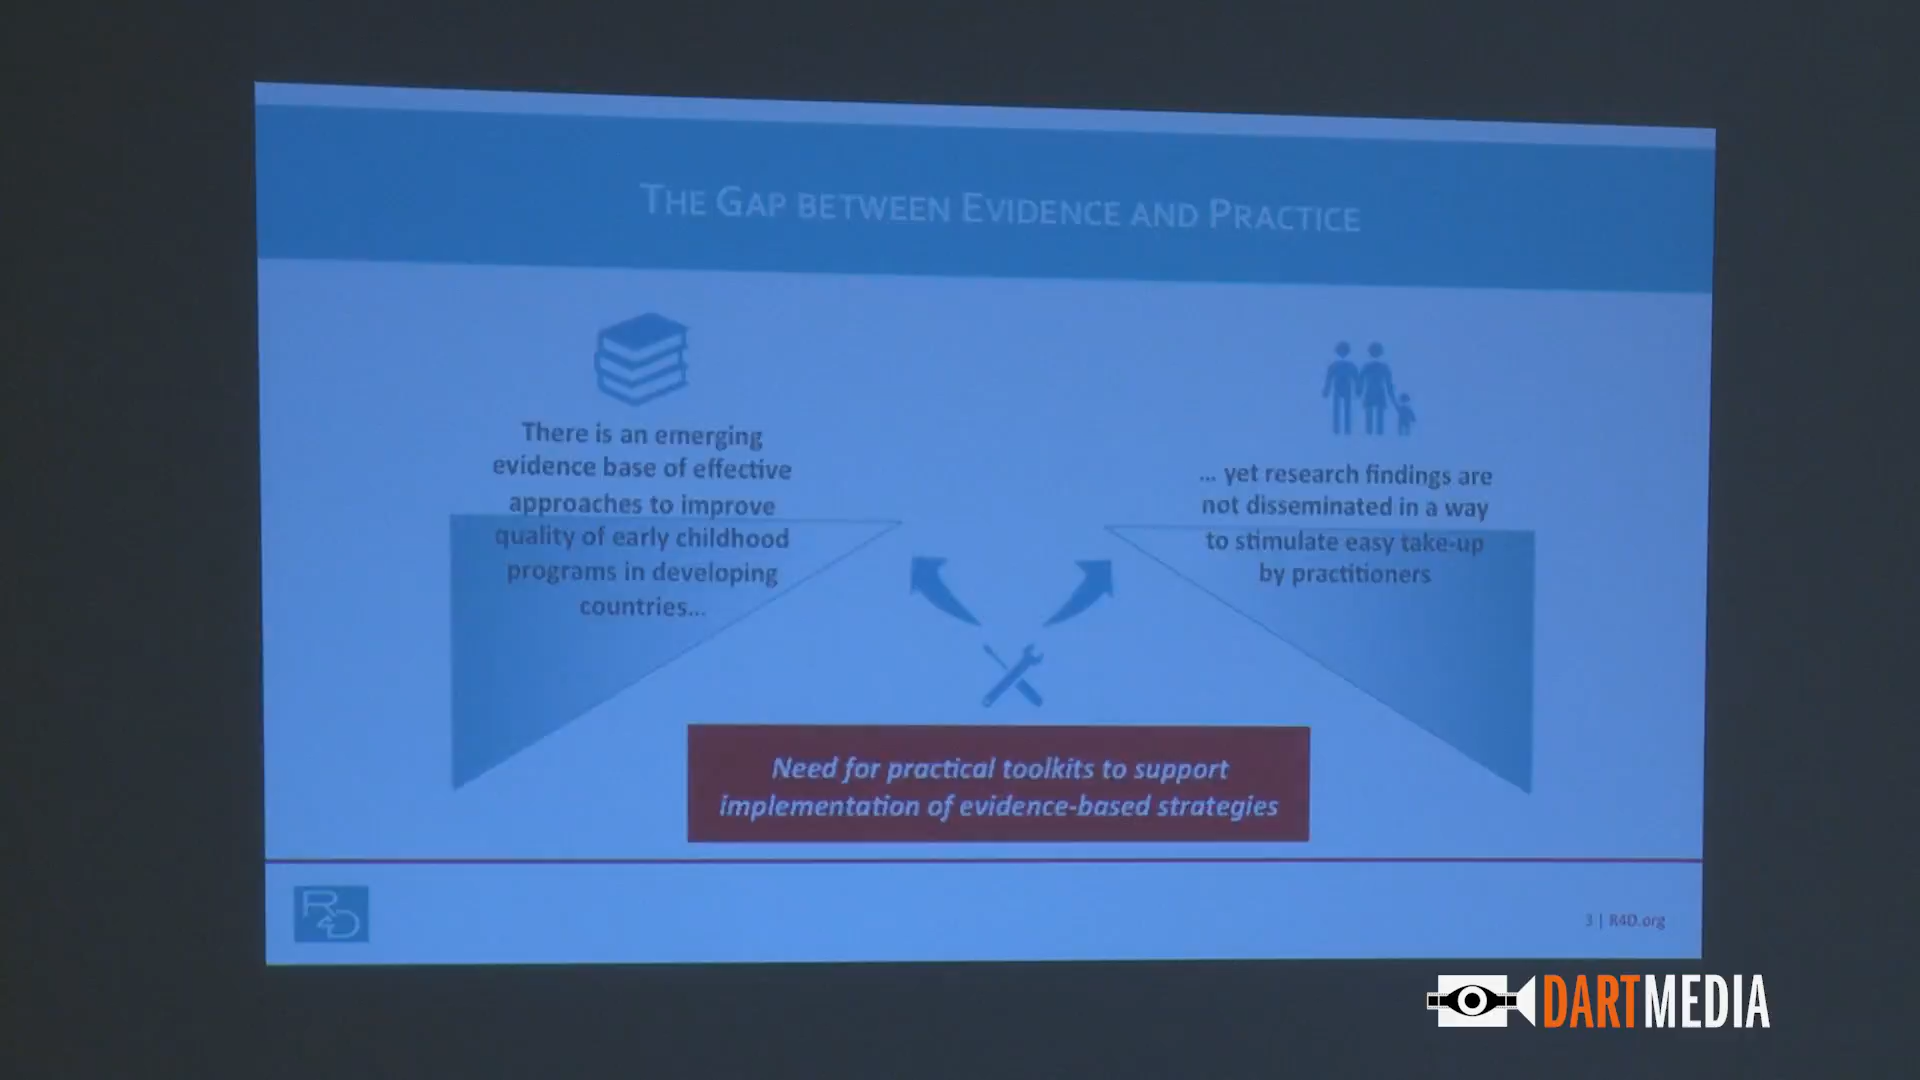 THE GAP BETWEEN EVIDENCE AND PRACTICE
There is an emerging
evidence base of effective
approaches to improve
quality of early childhood
programs in developing
countries...
... yet research findings are
not disseminated in a way
to stimulate easy take-up
by practitioners
Need for practical toolkits to support
implementation of evidence-based strategies
R4D
3 | R4D.org
DARTMEDIA